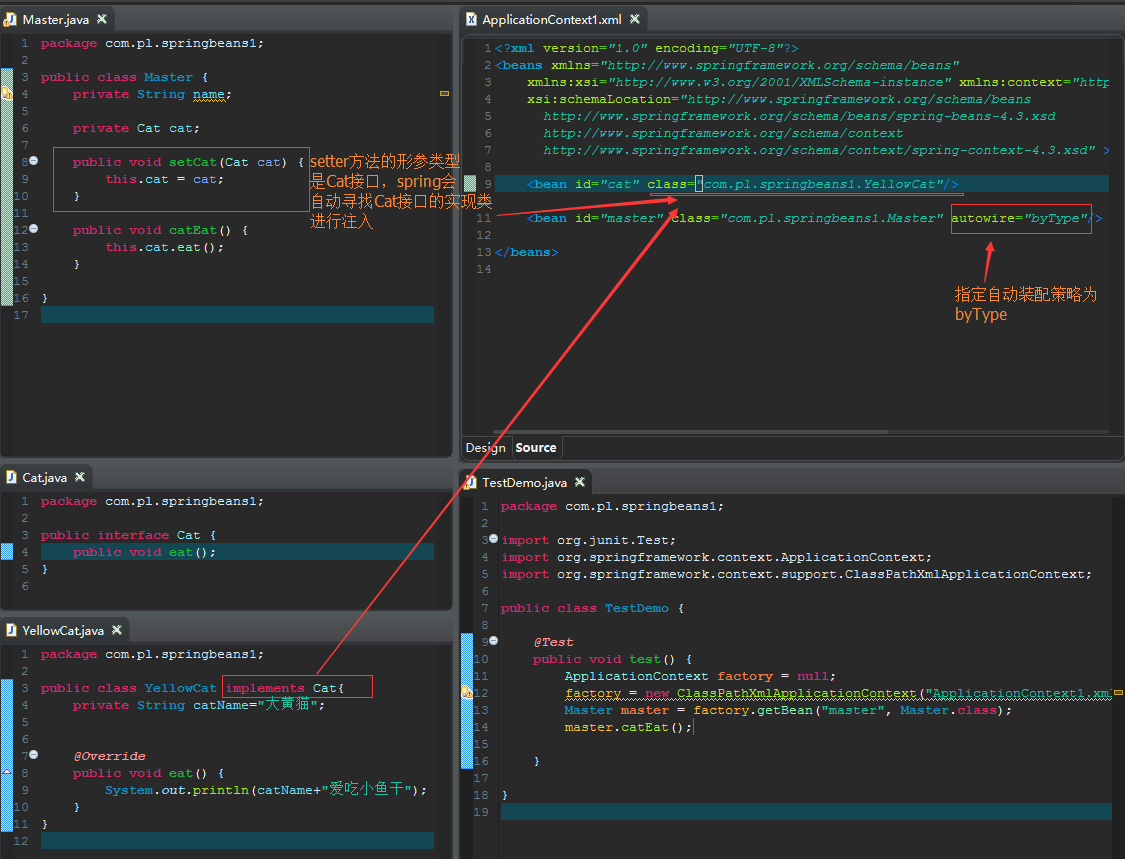 Master.java
1 package com.pl.springbeans1;
2
3 public class Master {
4 private String name;
5
6 private Cat cat;
7
8 public void setCat(Cat cat) {
9 this.cat = cat;
10 }
11
12 public void catEat() {
13 this.cat.eat();
14 }
15
16 }
17
setter方法的形参类型
是Cat接口，spring会
自动寻找Cat接口的实现类
进行注入
ApplicationContext1.xml
1 <?xml version="1.0" encoding="UTF-8"?>
2 <beans xmlns="http://www.springframework.org/schema/beans"
3 xmlns:xsi="http://www.w3.org/2001/XMLSchema-instance" xmlns:context="http
4 xsi:schemaLocation="http://www.springframework.org/schema/beans
5 http://www.springframework.org/schema/beans/spring-beans-4.3.xsd
6 http://www.springframework.org/schema/context
7 http://www.springframework.org/schema/context/spring-context-4.3.xsd" >
8
9 <bean id="cat" class="com.pl.springbeans1.YellowCat"/>
11 <bean id="master" class="com.pl.springbeans1.Master" autowire="byType"/>
12
13 </beans>
14
指定自动装配策略为
byType
Design Source
Cat.java
1 package com.pl.springbeans1;
2
3 public interface Cat {
4 public void eat();
5 }
6
YellowCat.java
1 package com.pl.springbeans1;
2
3 public class YellowCat implements Cat{
4 private String catName="大黄猫";
5
6
7 @Override
8 public void eat() {
9 System.out.println(catName+"爱吃小鱼干");
10 }
11 }
12
TestDemo.java
1 package com.pl.springbeans1;
2
3 import org.junit.Test;
4 import org.springframework.context.ApplicationContext;
5 import org.springframework.context.support.ClassPathXmlApplicationContext;
6
7 public class TestDemo {
8
9 @Test
10 public void test() {
11 ApplicationContext factory = null;
12 factory = new ClassPathXmlApplicationContext("ApplicationContext1.xm
13 Master master = factory.getBean("master", Master.class);
14 master.catEat();
15
16 }
17
18 }
19